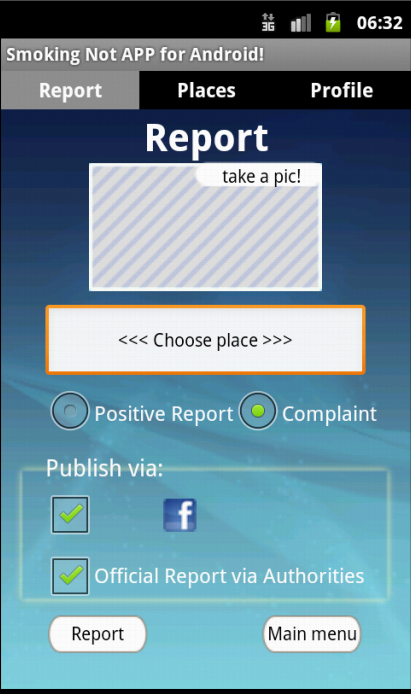 3G 06:32
Smoking Not APP for Android!
Report Places Profile
Report
take a pic!
<<< Choose place >>>
Positive Report Complaint
Publish via:
f
Official Report via Authorities
Report Main menu